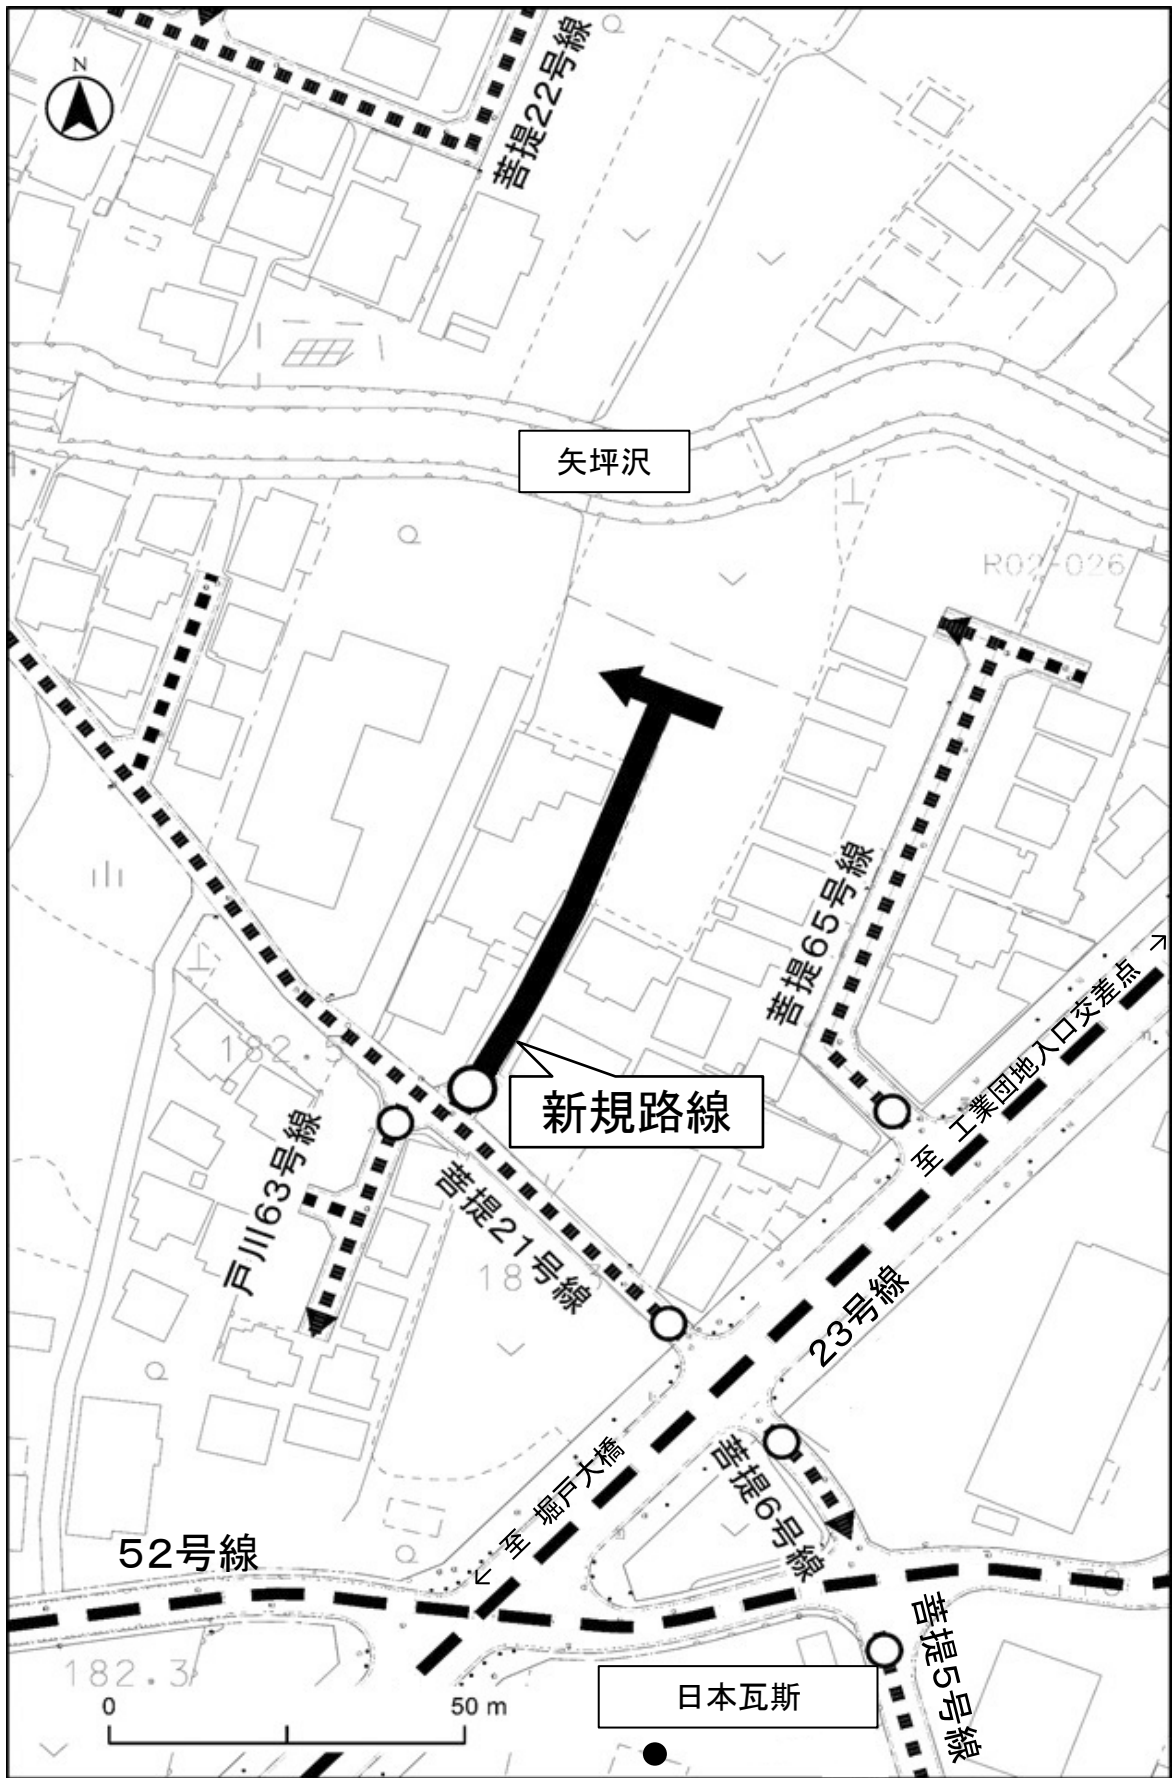 N
菩提22号線
矢坪沢
R02-026
菩提65号線
至 工業団地入口交差点
新規路線
戸川63号線
菩提21号線
23号線
至 堀戸大橋
菩提6号線
52号線
菩提5号線
182.3
0 50 m
日本瓦斯